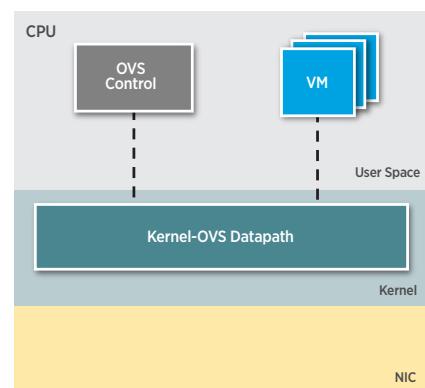 CPU
OVS
Control
VM
User Space
Kernel-OVS Datapath
Kernel
NIC